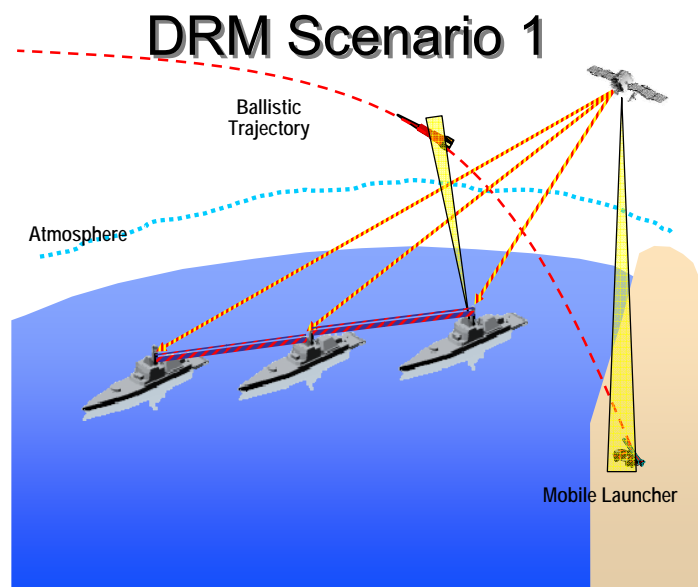 DRM Scenario 1
Ballistic
Trajectory
Atmosphere
Mobile Launcher